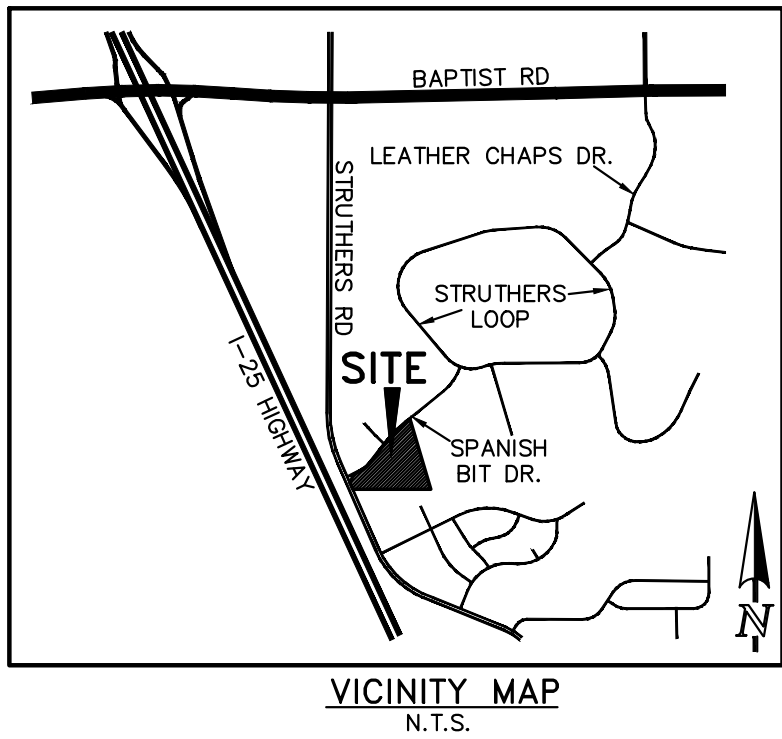 BAPTIST RD
LEATHER CHAPS DR.
STRUTHERS RD
STRUTHERS
LOOP
I-25 HIGHWAY
SITE
SPANISH
BIT DR.
N
VICINITY MAP
N.T.S.